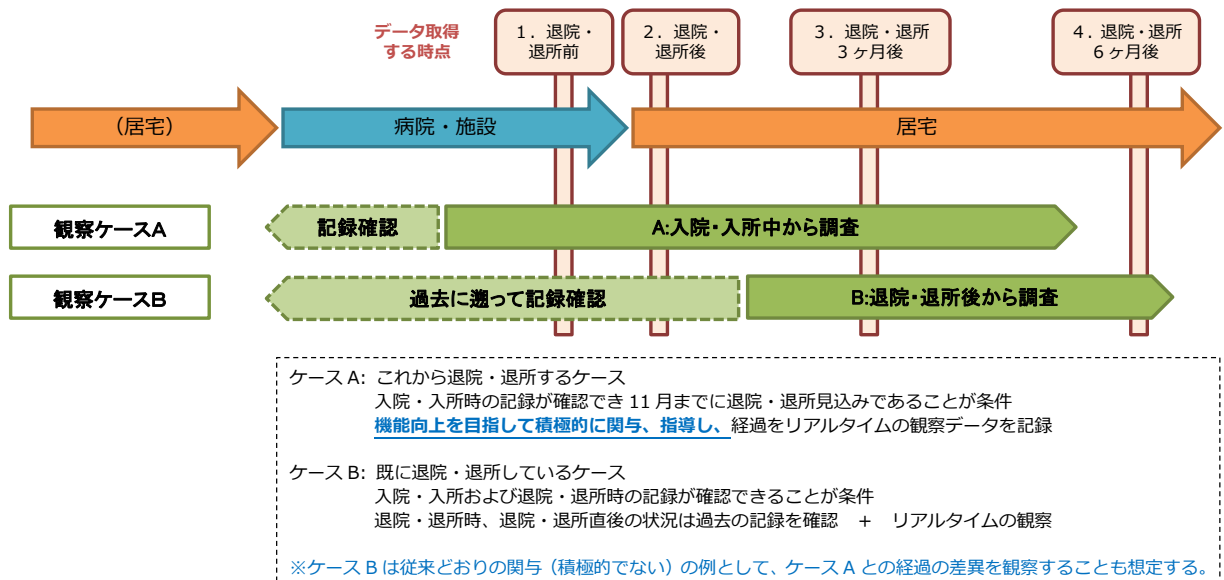 データ取得
する時点
1．退院・
退所前
2．退院・
退所後
3．退院・退所
3ヶ月後
4．退院・退所
6ヶ月後
（居宅）
病院・施設
居宅
観察ケースA
記録確認
A:入院・入所中から調査
観察ケースB
過去に遡って記録確認
B:退院・退所後から調査
ケースA: これから退院・退所するケース
入院・入所時の記録が確認でき11月までに退院・退所見込みであることが条件
機能向上を目指して積極的に関与、指導し、経過をリアルタイムの観察データを記録
ケースB: 既に退院・退所しているケース
入院・入所および退院・退所時の記録が確認できることが条件
退院・退所時、退院・退所直後の状況は過去の記録を確認　+　リアルタイムの観察
※ケースBは従来どおりの関与（積極的でない）の例として、ケースAとの経過の差異を観察することも想定する。